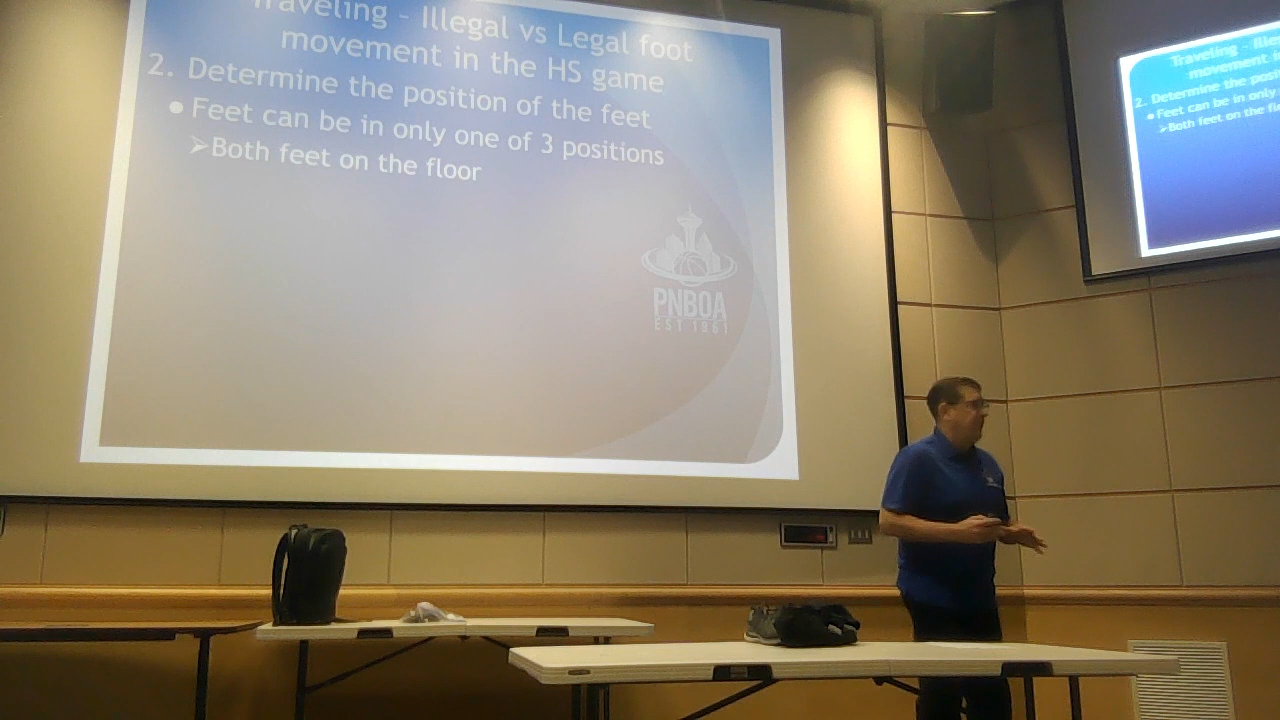 Traveling - Illegal vs Legal foot
movement in the HS game
2. Determine the position of the feet
• Feet can be in only one of 3 positions
➢Both feet on the floor
PNBOA
EST 1961
Traveling - Ille
movement i
2. Determine the posi
• Feet can be in only
➢Both feet on the flo